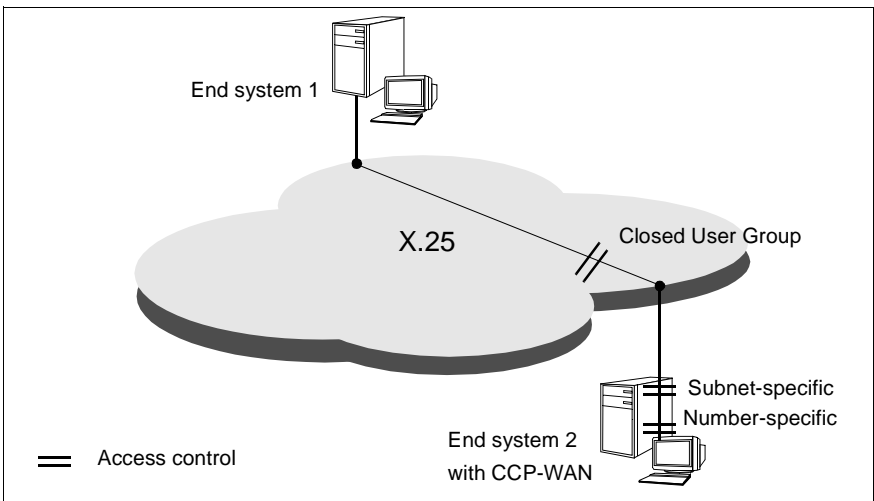 End system 1
X.25
Closed User Group
Subnet-specific
Number-specific
End system 2
with CCP-WAN
Access control